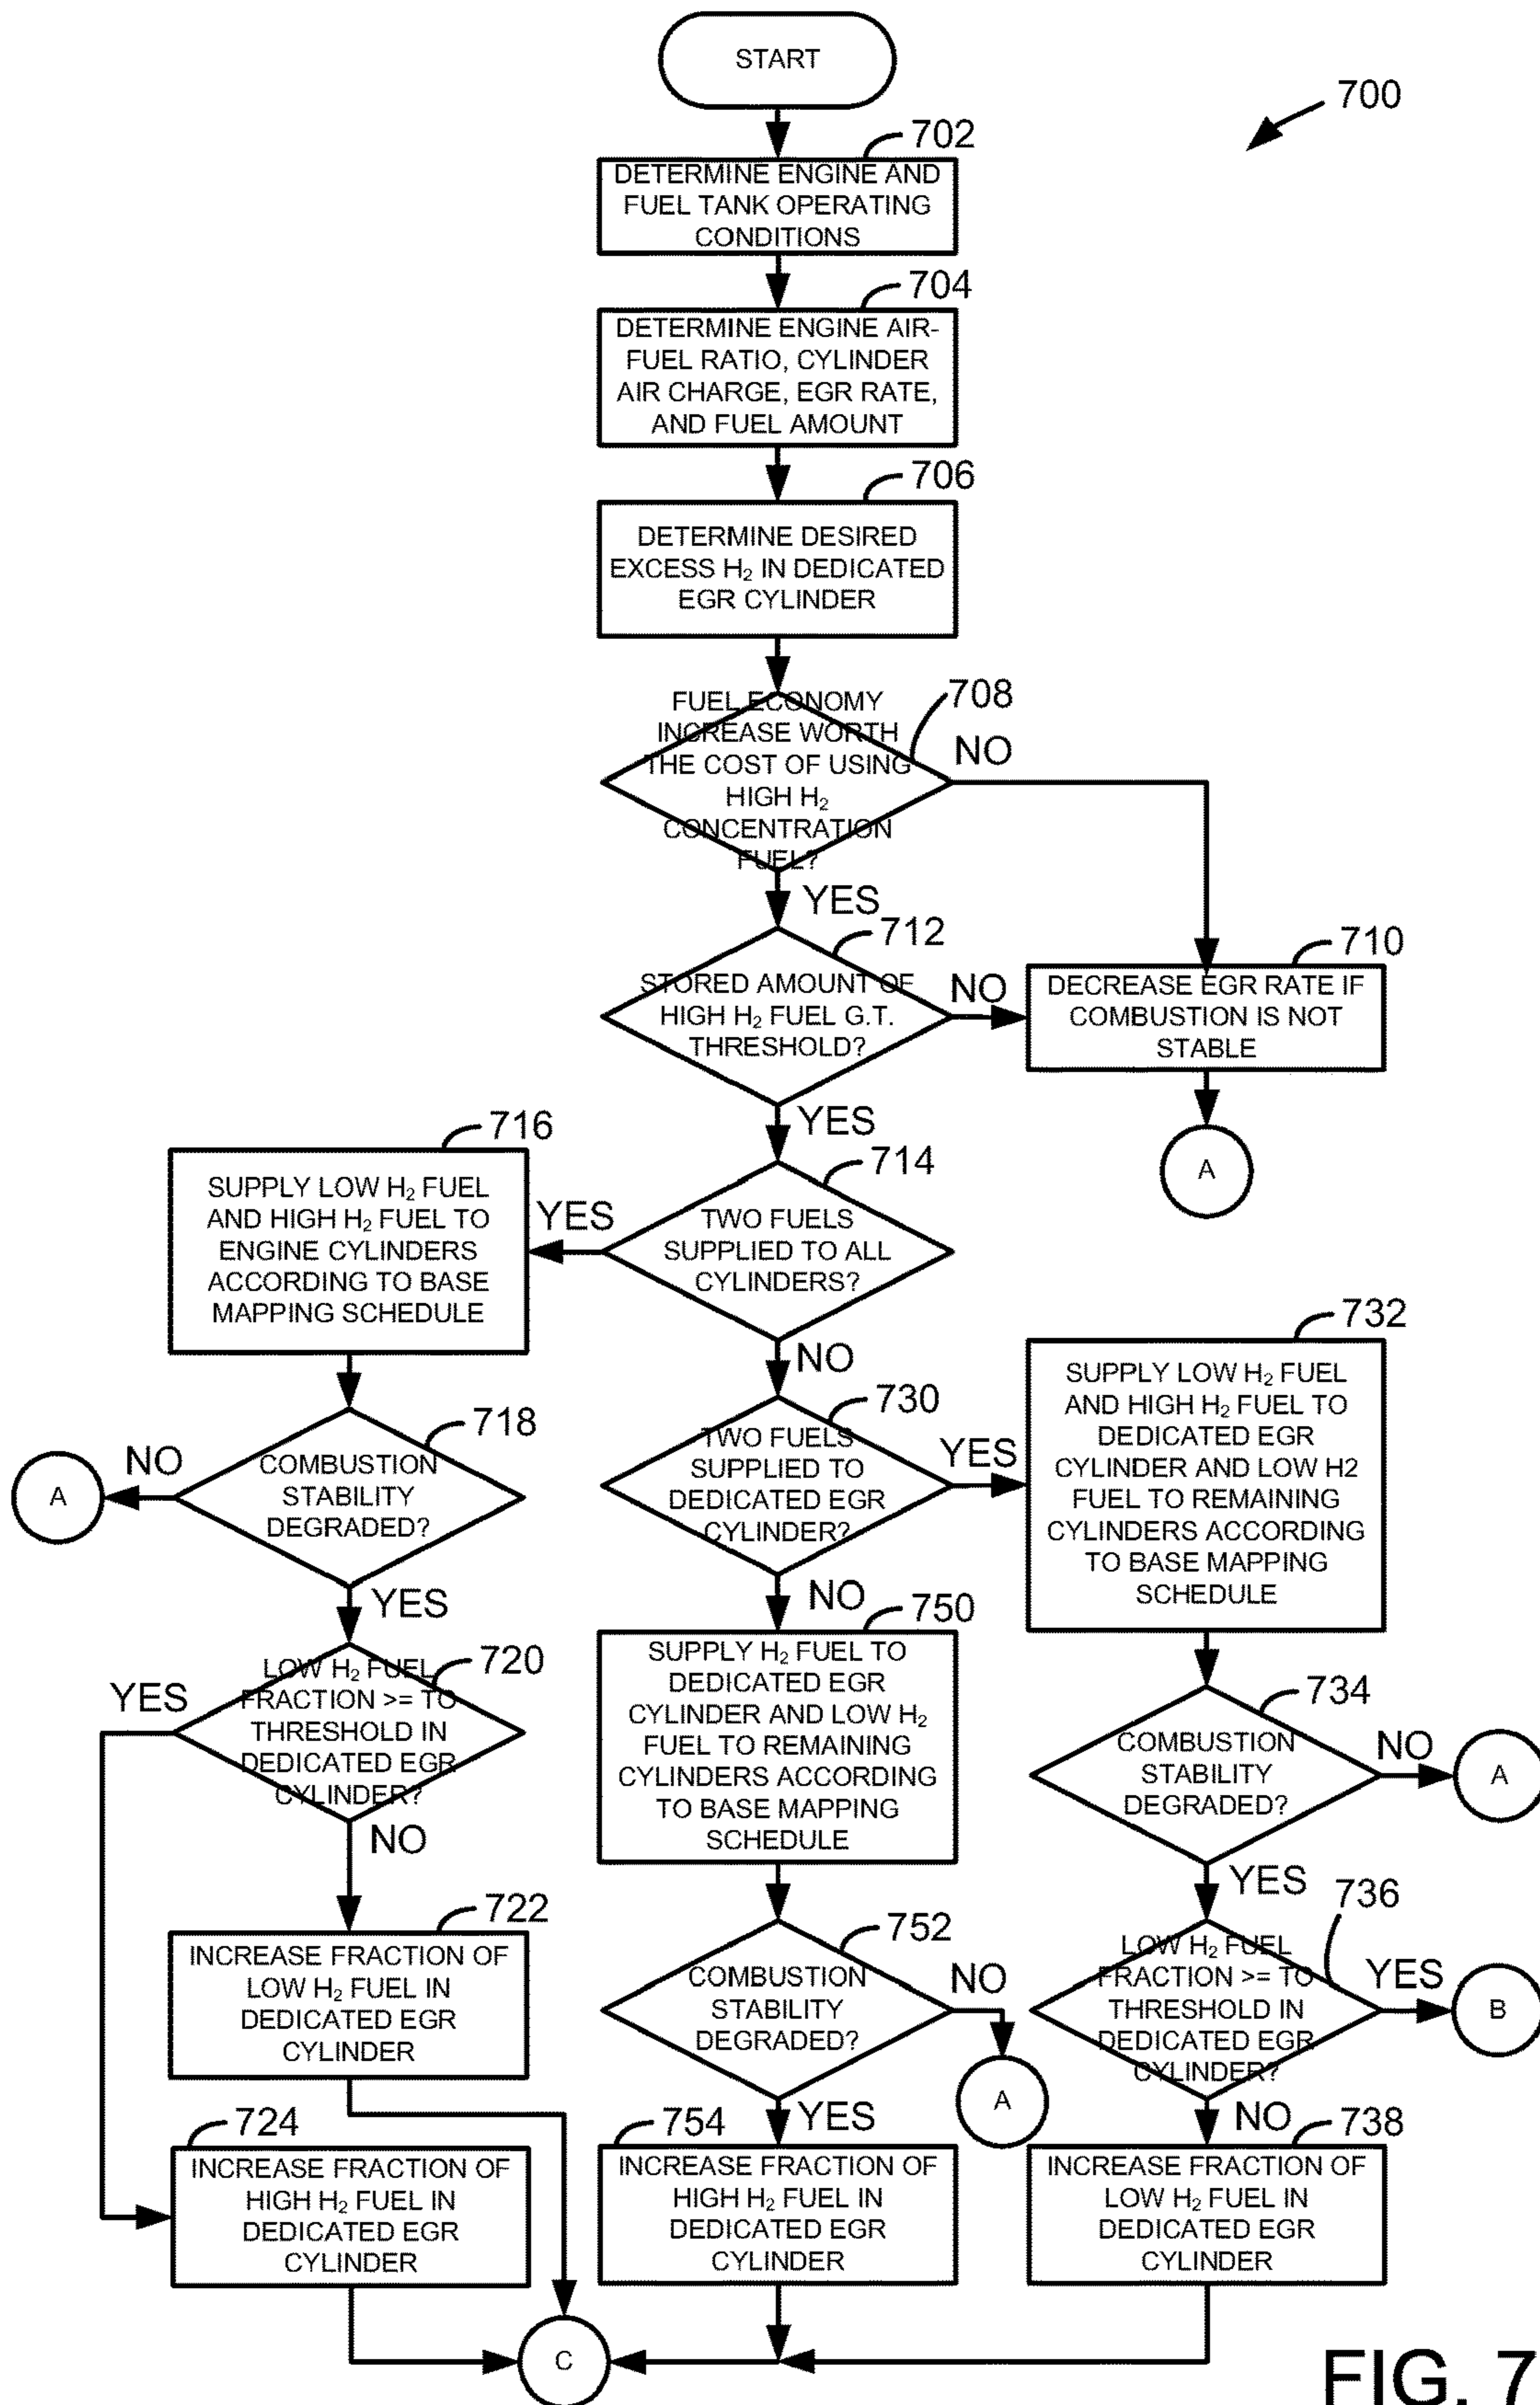 START
700
702
DETERMINE ENGINE AND
FUEL TANK OPERATING
CONDITIONS
704
DETERMINE ENGINE AIR-
FUEL RATIO, CYLINDER
AIR CHARGE, EGR RATE,
AND FUEL AMOUNT
706
DETERMINE DESIRED
EXCESS H₂ IN DEDICATED
EGR CYLINDER
708
FUEL ECONOMY
INCREASE WORTH
THE COST OF USING
HIGH H₂
CONCENTRATION
FUEL?
NO
YES
712
STORED AMOUNT OF
HIGH H₂ FUEL G.T.
THRESHOLD?
NO
710
DECREASE EGR RATE IF
COMBUSTION IS NOT
STABLE
A
YES
714
TWO FUELS
SUPPLIED TO ALL
CYLINDERS?
YES
716
SUPPLY LOW H₂ FUEL
AND HIGH H₂ FUEL TO
ENGINE CYLINDERS
ACCORDING TO BASE
MAPPING SCHEDULE
NO
718
COMBUSTION
STABILITY
DEGRADED?
NO
A
YES
720
LOW H₂ FUEL
FRACTION >= TO
THRESHOLD IN
DEDICATED EGR
CYLINDER?
YES
NO
722
INCREASE FRACTION OF
LOW H₂ FUEL IN
DEDICATED EGR
CYLINDER
724
INCREASE FRACTION OF
HIGH H₂ FUEL IN
DEDICATED EGR
CYLINDER
730
TWO FUELS
SUPPLIED TO
DEDICATED EGR
CYLINDER?
YES
NO
750
SUPPLY H₂ FUEL TO
DEDICATED EGR
CYLINDER AND LOW H₂
FUEL TO REMAINING
CYLINDERS ACCORDING
TO BASE MAPPING
SCHEDULE
752
COMBUSTION
STABILITY
DEGRADED?
NO
A
YES
754
INCREASE FRACTION OF
HIGH H₂ FUEL IN
DEDICATED EGR
CYLINDER
732
SUPPLY LOW H₂ FUEL
AND HIGH H₂ FUEL TO
DEDICATED EGR
CYLINDER AND LOW H2
FUEL TO REMAINING
CYLINDERS ACCORDING
TO BASE MAPPING
SCHEDULE
734
COMBUSTION
STABILITY
DEGRADED?
NO
A
YES
736
LOW H₂ FUEL
FRACTION >= TO
THRESHOLD IN
DEDICATED EGR
CYLINDER?
YES
B
NO
738
INCREASE FRACTION OF
LOW H₂ FUEL IN
DEDICATED EGR
CYLINDER
C
FIG. 7